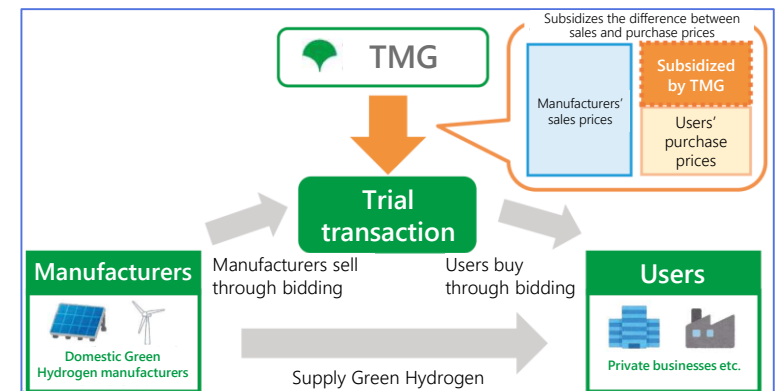 Subsidizes the difference between
sales and purchase prices
TMG
Manufacturers’
sales prices
Subsidized
by TMG
Users’
purchase
prices
Trial
transaction
Manufacturers
Manufacturers sell
through bidding
Users buy
through bidding
Users
Domestic Green
Hydrogen manufacturers
Private businesses etc.
Supply Green Hydrogen